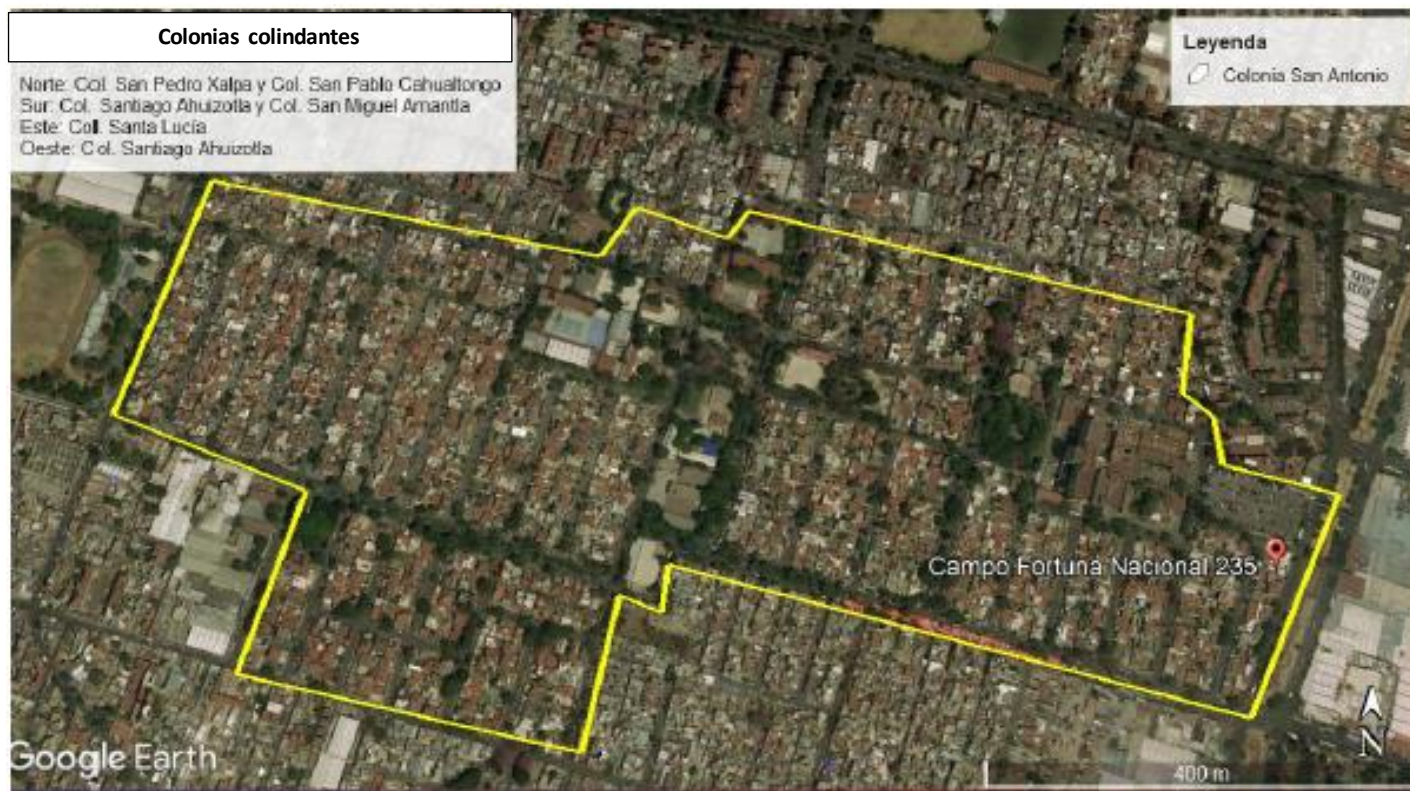 Colonias colindantes
Norte: Col. San Pedro Xalpa y Col. San Pablo Cahualtongo
Sur: Col. Santiago Ahuizotla y Col. San Miguel Amantla
Este: Col. Santa Lucía
Oeste: Col. Santiago Ahuizotla
Leyenda
Colonia San Antonio
Campo Fortuna Nacional 235
N
Google Earth
400 m